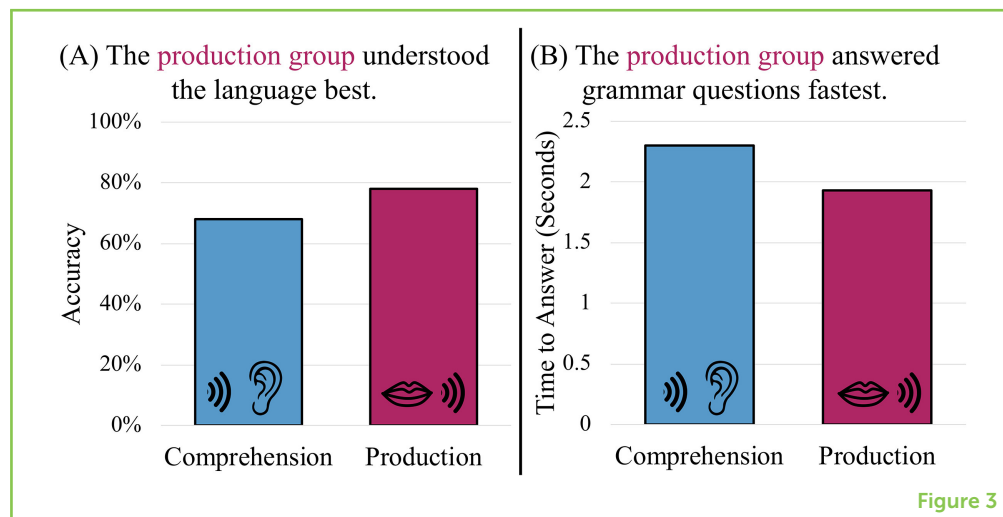 (A) The production group understood
the language best.
100%
80%
60%
40%
20%
0%
Accuracy
Comprehension
Production
(B) The production group answered
grammar questions fastest.
2.5
2
1.5
1
0.5
0
Time to Answer (Seconds)
Comprehension
Production
Figure 3